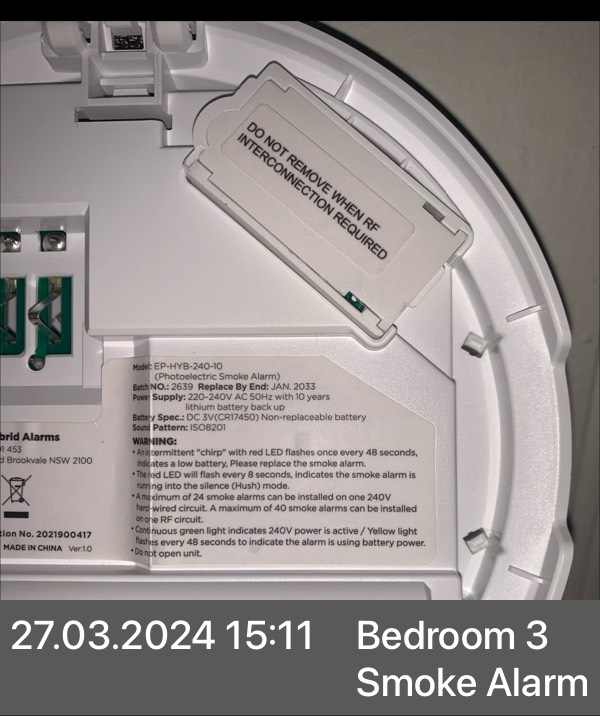 DO NOT REMOVE WHEN RF
INTERCONNECTION REQUIRED
Model: EP-HYB-240-10
(Photoelectric Smoke Alarm)
Batch NO.: 2639 Replace By End: JAN. 2033
Power Supply: 220-240V AC 50Hz with 10 years
lithium battery back up
Battery Spec.: DC 3V(CR17450) Non-replaceable battery
Sound Pattern: ISO8201
WARNING:
• An intermittent "chirp" with red LED flashes once every 48 seconds,
indicates a low battery, Please replace the smoke alarm.
• The red LED will flash every 8 seconds, indicates the smoke alarm is
running into the silence (Hush) mode.
• A maximum of 24 smoke alarms can be installed on one 240V
hard-wired circuit. A maximum of 40 smoke alarms can be installed
on one RF circuit.
• Continuous green light indicates 240V power is active / Yellow light
flashes every 48 seconds to indicate the alarm is using battery power.
• Do not open unit.
brid Alarms
1 453
d Brookvale NSW 2100
tion No. 2021900417
MADE IN CHINA Ver:1.0
27.03.2024 15:11
Bedroom 3
Smoke Alarm